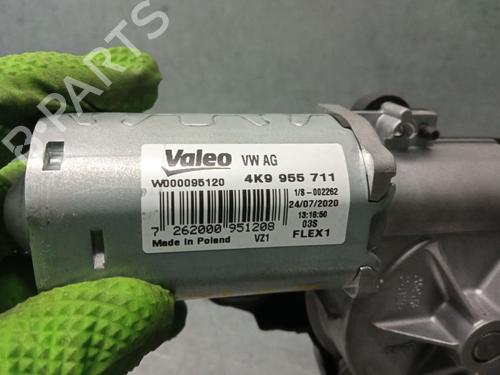 Valeo VW AG
W000095120 4K9 955 711
1/8 - 002262
24/07/2020
13:16:50
03S
7 262000 951208
Made in Poland VZ1 FLEX1
B-PARTS